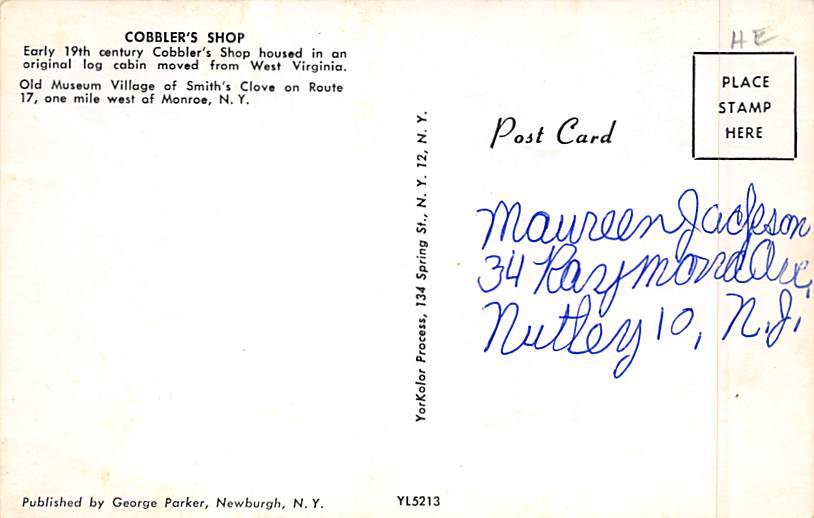 COBBLER'S SHOP
Early 19th century Cobbler's Shop housed in an
original log cabin moved from West Virginia.
Old Museum Village of Smith's Clove on Route
17, one mile west of Monroe, N. Y.
Published by George Parker, Newburgh, N. Y.
YorKolor Process, 134 Spring St., N. Y. 12, N. Y.
YL5213
HE
PLACE
STAMP
HERE
Post Card
Maureen Jackson
34 Raymond Ave,
Nutley 10, N.J.